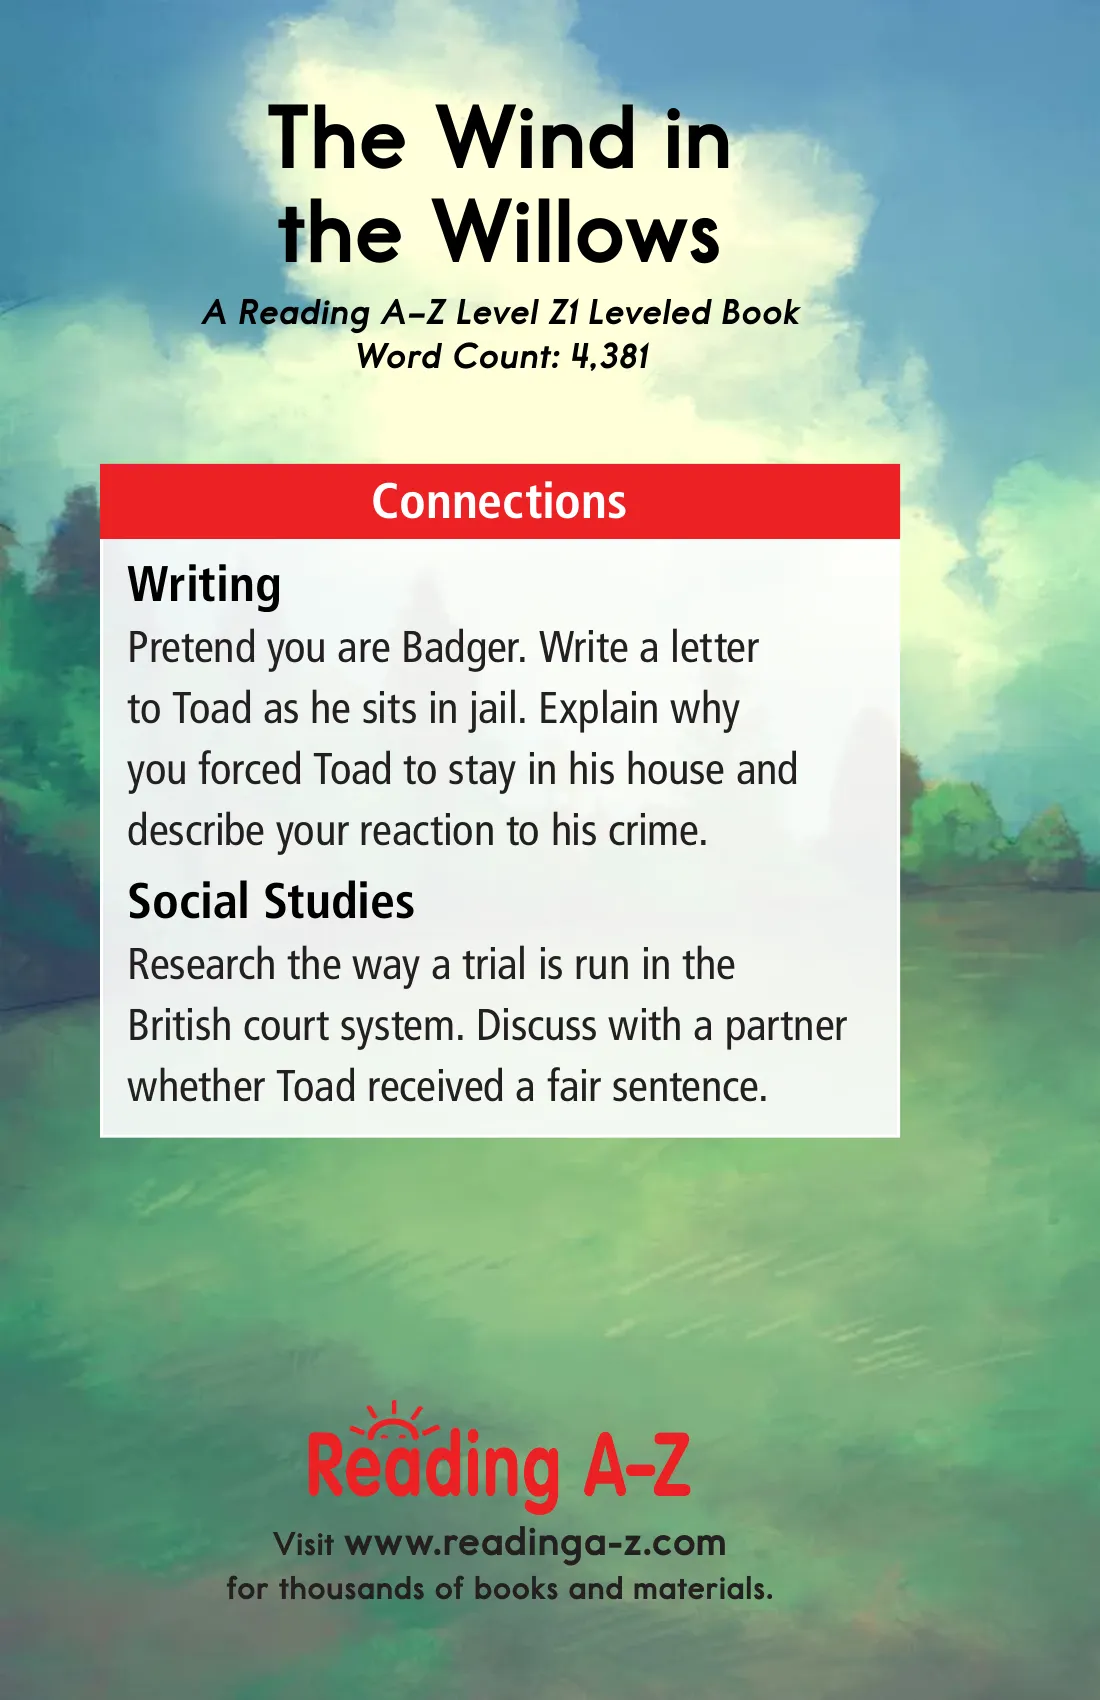 The Wind in
the Willows
A Reading A–Z Level Z1 Leveled Book
Word Count: 4,381
Connections
Writing
Pretend you are Badger. Write a letter
to Toad as he sits in jail. Explain why
you forced Toad to stay in his house and
describe your reaction to his crime.
Social Studies
Research the way a trial is run in the
British court system. Discuss with a partner
whether Toad received a fair sentence.
Reading A–Z
Visit www.readinga-z.com
for thousands of books and materials.